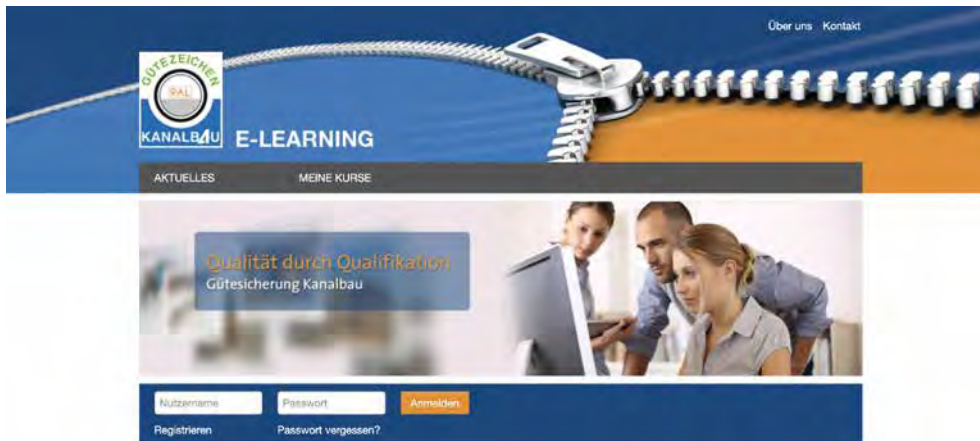 Über uns Kontakt
GÜTEZEICHEN
RAL
KANALBAU
E-LEARNING
AKTUELLES MEINE KURSE
Qualität durch Qualifikation
Gütesicherung Kanalbau
Nutzername Passwort Anmelden
Registrieren Passwort vergessen?